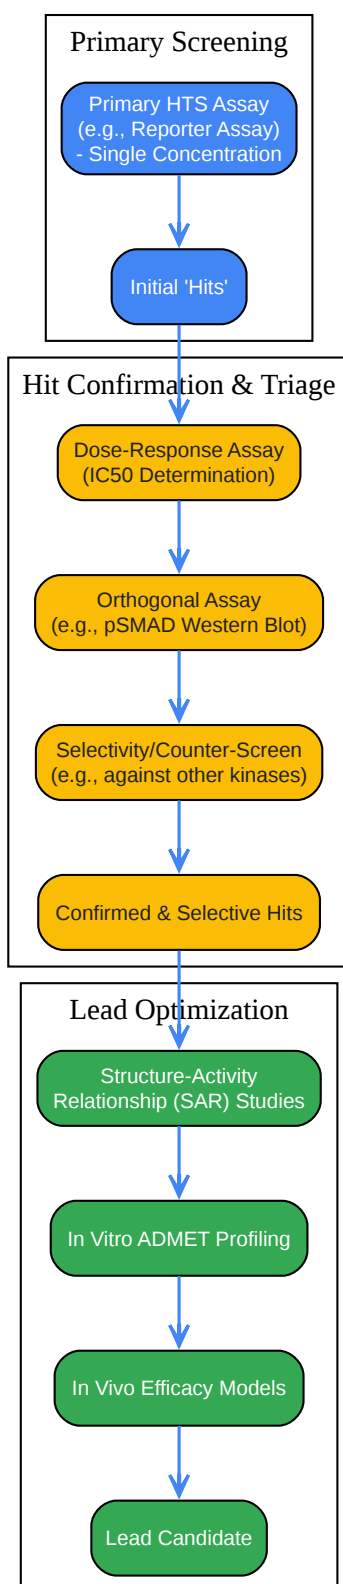 Primary Screening
Primary HTS Assay
(e.g., Reporter Assay)
- Single Concentration
Initial 'Hits'
Hit Confirmation & Triage
Dose-Response Assay
(IC50 Determination)
Orthogonal Assay
(e.g., pSMAD Western Blot)
Selectivity/Counter-Screen
(e.g., against other kinases)
Confirmed & Selective Hits
Lead Optimization
Structure-Activity
Relationship (SAR) Studies
In Vitro ADMET Profiling
In Vivo Efficacy Models
Lead Candidate